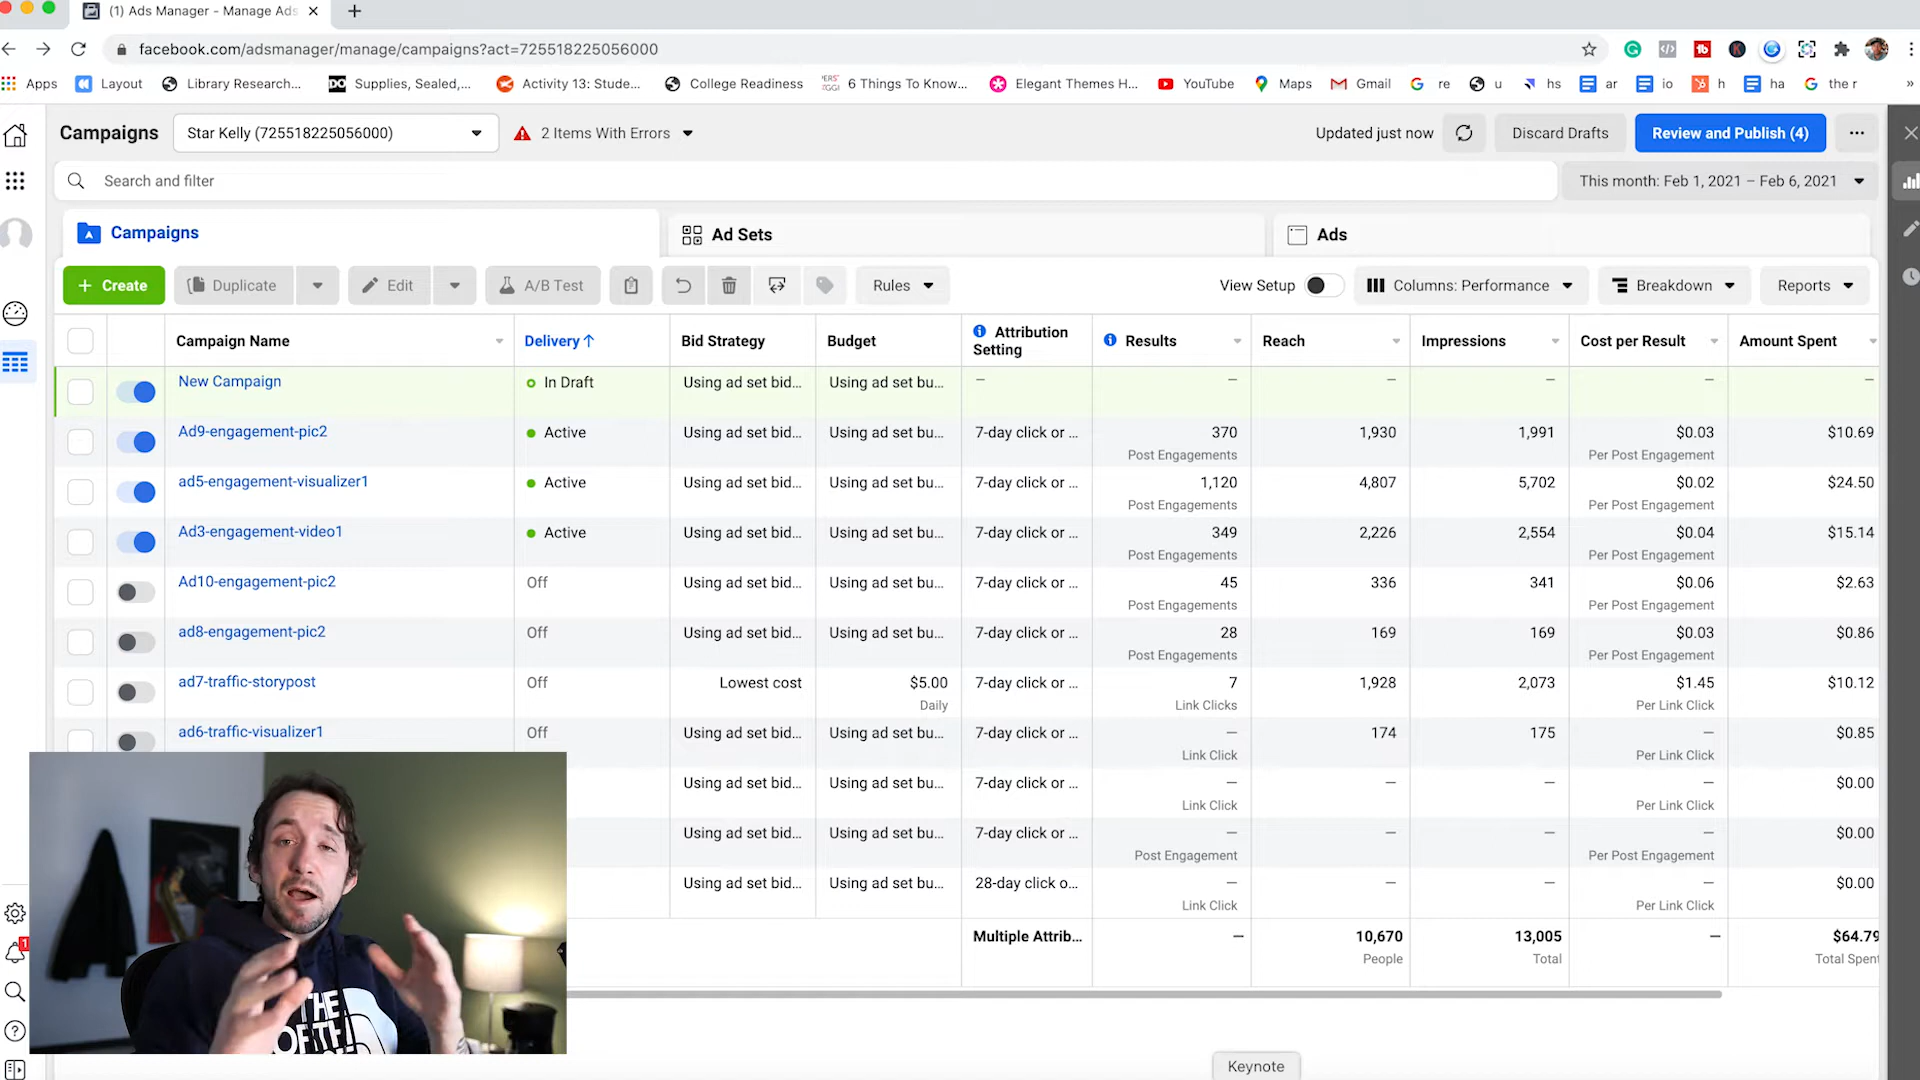 (1) Ads Manager - Manage Ads
facebook.com/adsmanager/manage/campaigns?act=725518225056000
Apps Layout Library Research... DO Supplies, Sealed,... Activity 13: Stude... College Readiness 6 Things To Know... Elegant Themes H... YouTube Maps Gmail re u hs ar io h ha the r »
Campaigns Star Kelly (725518225056000) 2 Items With Errors Updated just now Discard Drafts Review and Publish (4)
Search and filter This month: Feb 1, 2021 – Feb 6, 2021
Campaigns Ad Sets Ads
+ Create Duplicate Edit A/B Test Rules View Setup Columns: Performance Breakdown Reports
Campaign Name Delivery↑ Bid Strategy Budget Attribution Setting Results Reach Impressions Cost per Result Amount Spent
New Campaign In Draft Using ad set bid... Using ad set bu... — — — — — —
Ad9-engagement-pic2 Active Using ad set bid... Using ad set bu... 7-day click or ... 370 1,930 1,991 $0.03 $10.69
Post Engagements Per Post Engagement
ad5-engagement-visualizer1 Active Using ad set bid... Using ad set bu... 7-day click or ... 1,120 4,807 5,702 $0.02 $24.50
Post Engagements Per Post Engagement
Ad3-engagement-video1 Active Using ad set bid... Using ad set bu... 7-day click or ... 349 2,226 2,554 $0.04 $15.14
Post Engagements Per Post Engagement
Ad10-engagement-pic2 Off Using ad set bid... Using ad set bu... 7-day click or ... 45 336 341 $0.06 $2.63
Post Engagements Per Post Engagement
ad8-engagement-pic2 Off Using ad set bid... Using ad set bu... 7-day click or ... 28 169 169 $0.03 $0.86
Post Engagements Per Post Engagement
ad7-traffic-storypost Off Lowest cost $5.00 7-day click or ... 7 1,928 2,073 $1.45 $10.12
Daily Link Clicks Per Link Click
ad6-traffic-visualizer1 Off Using ad set bid... Using ad set bu... 7-day click or ... — 174 175 — $0.85
Link Click Per Link Click
Using ad set bid... Using ad set bu... 7-day click or ... — — — — $0.00
Link Click Per Link Click
Using ad set bid... Using ad set bu... 7-day click or ... — — — — $0.00
Post Engagement Per Post Engagement
Using ad set bid... Using ad set bu... 28-day click o... — — — — $0.00
Link Click Per Link Click
Multiple Attrib... — 10,670 13,005 — $64.79
People Total Total Spent
1
THE
Keynote